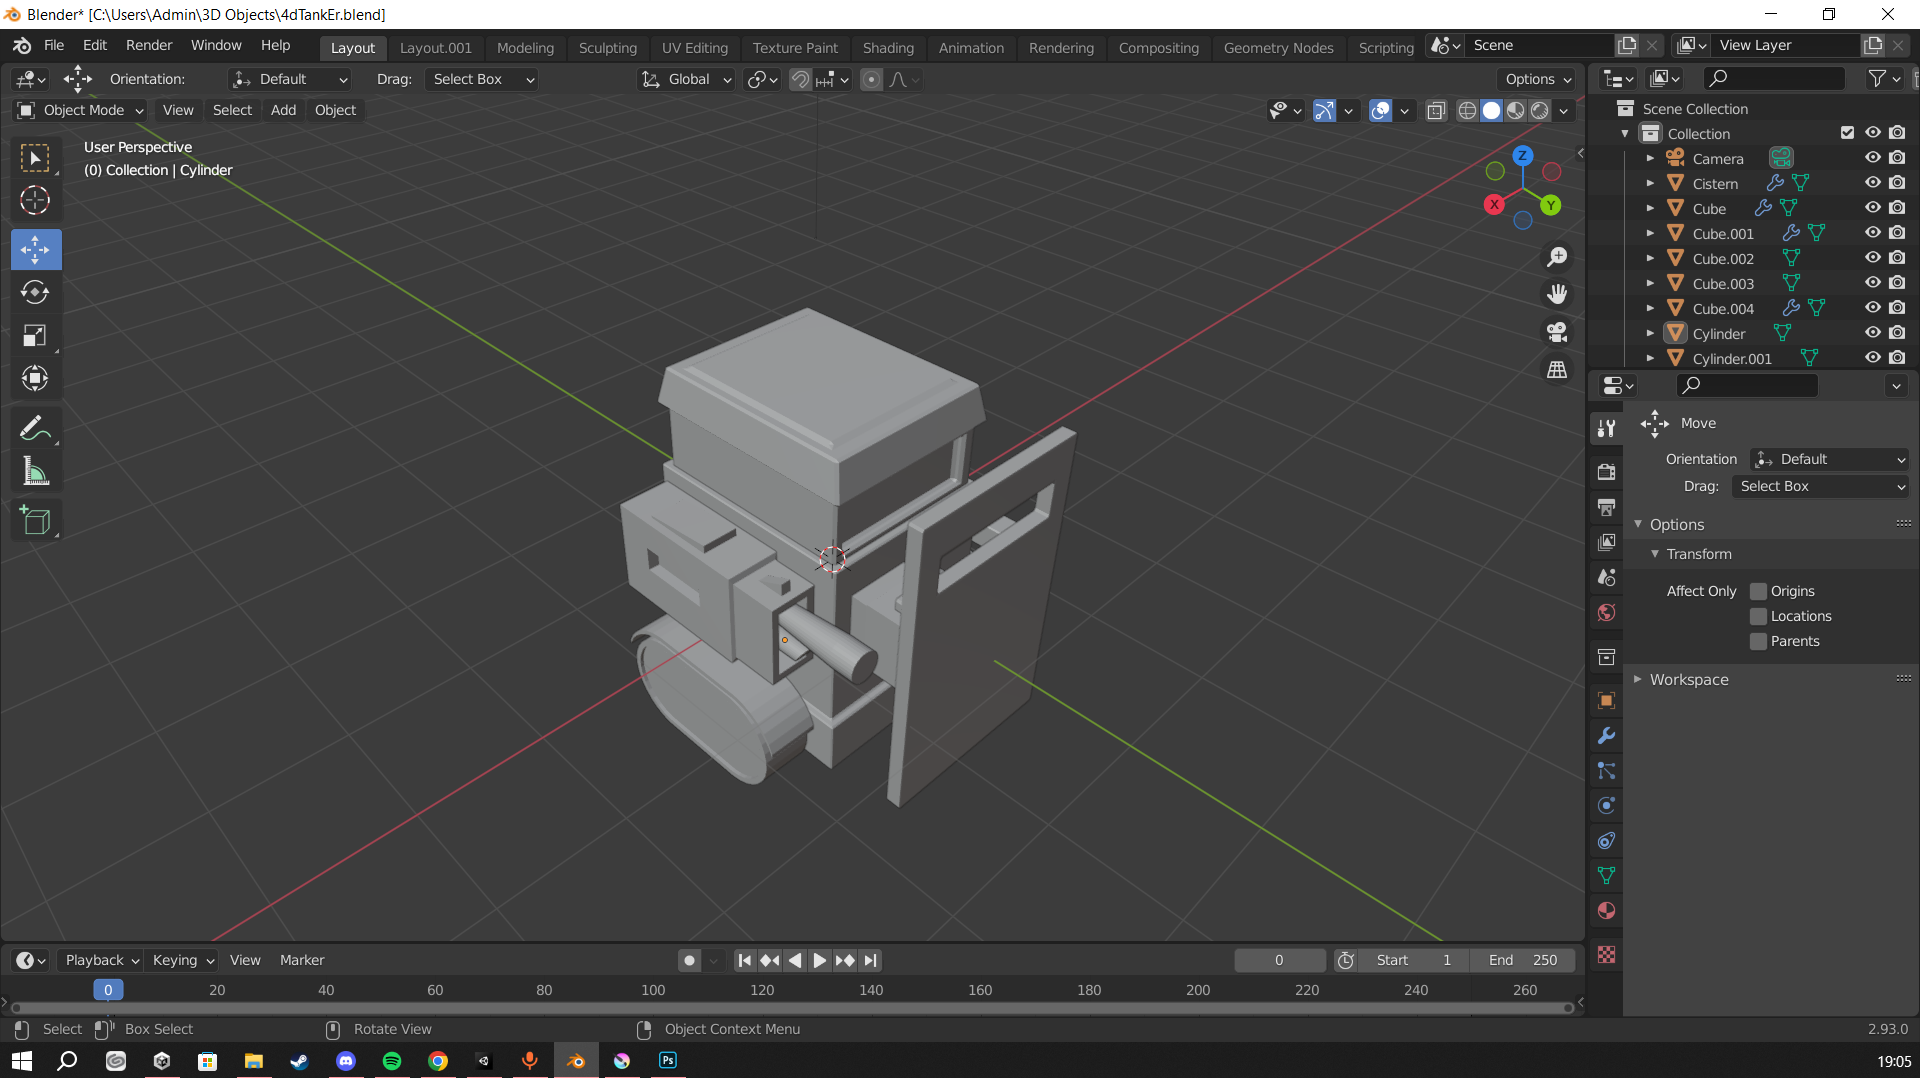 Blender* [C:\Users\Admin\3D Objects\4dTankEr.blend]
File Edit Render Window Help Layout Layout.001 Modeling Sculpting UV Editing Texture Paint Shading Animation Rendering Compositing Geometry Nodes Scripting Scene View Layer
Orientation: Default Drag: Select Box Global Options
Object Mode View Select Add Object
User Perspective
(0) Collection | Cylinder
Z
X
Y
Scene Collection
Collection
Camera
Cistern
Cube
Cube.001
Cube.002
Cube.003
Cube.004
Cylinder
Cylinder.001
Move
Orientation Default
Drag: Select Box
Options
Transform
Affect Only Origins
Locations
Parents
Workspace
Playback Keying View Marker 0 Start 1 End 250
0 20 40 60 80 100 120 140 160 180 200 220 240 260
Select Box Select Rotate View Object Context Menu 2.93.0
Ps
19:05